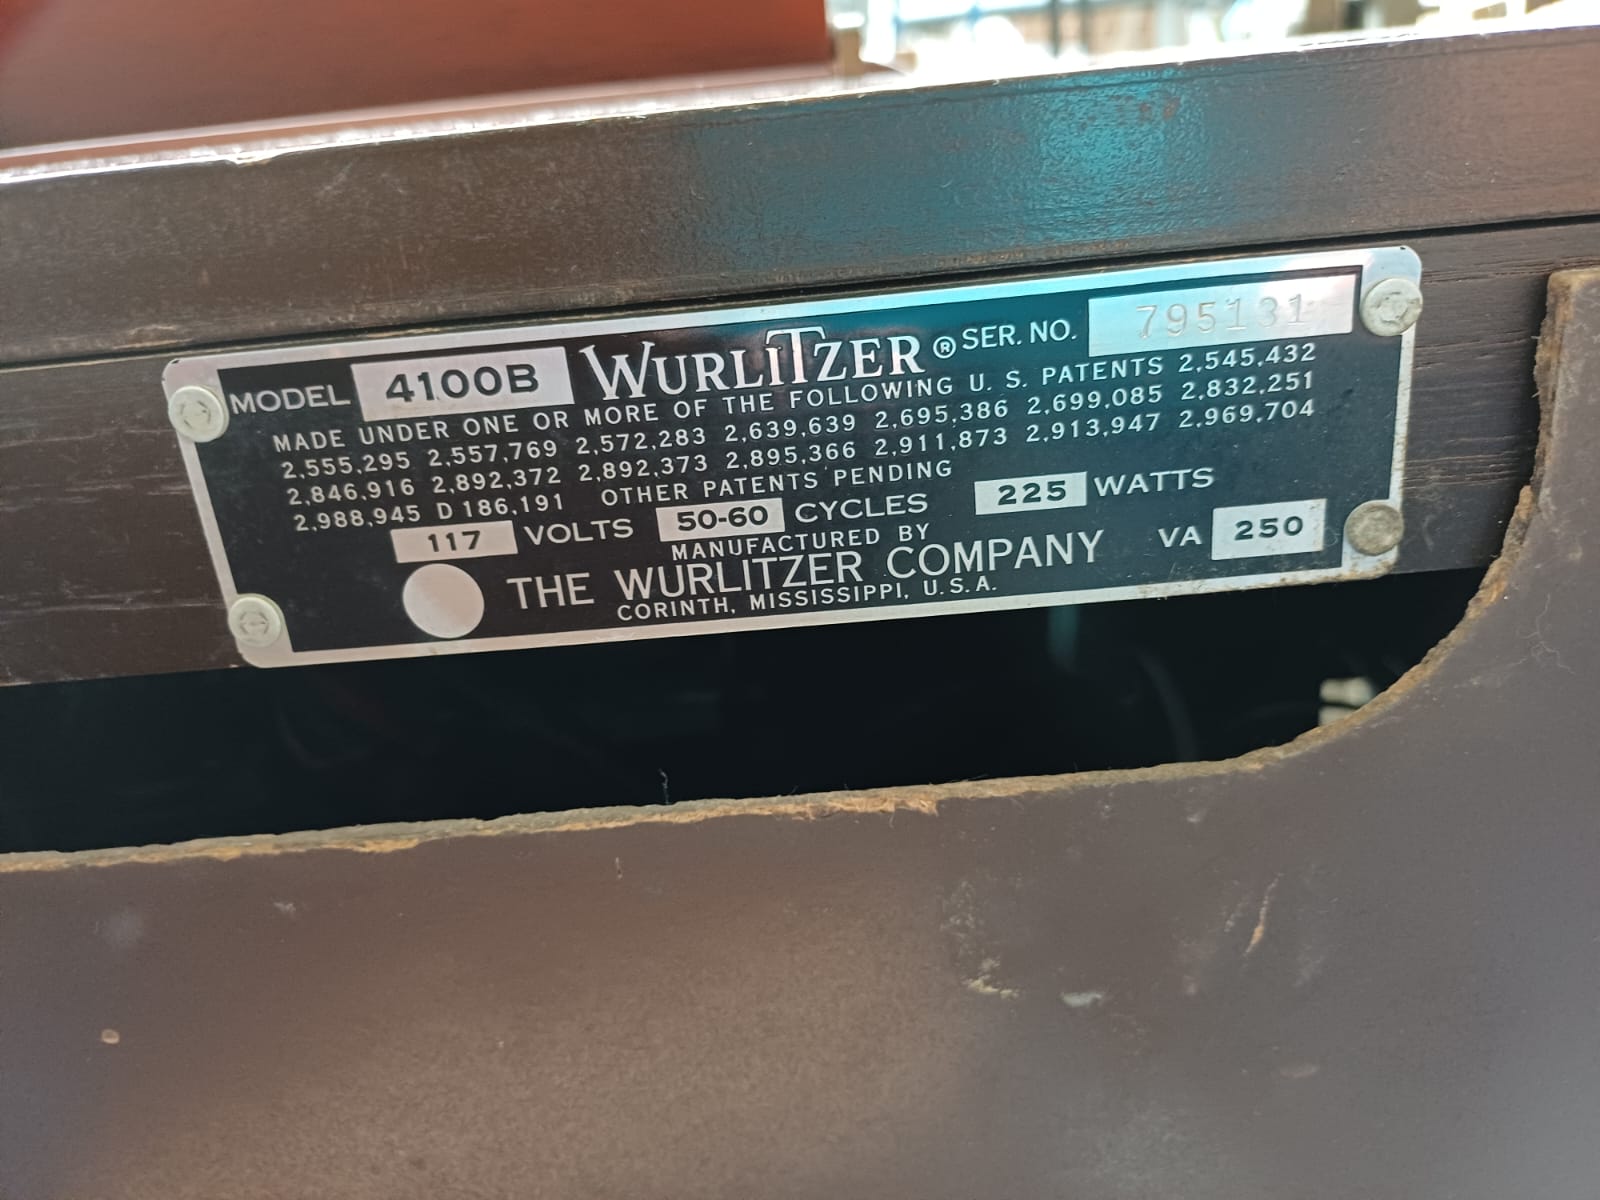 MODEL 4100B WURLITZER ® SER. NO. 795131
MADE UNDER ONE OR MORE OF THE FOLLOWING U. S. PATENTS 2,545,432
2,555,295 2,557,769 2,572,283 2,639,639 2,695,386 2,699,085 2,832,251
2,846,916 2,892,372 2,892,373 2,895,366 2,911,873 2,913,947 2,969,704
2,988,945 D 186,191 OTHER PATENTS PENDING
117 VOLTS 50-60 CYCLES 225 WATTS
MANUFACTURED BY
THE WURLITZER COMPANY VA 250
CORINTH, MISSISSIPPI, U.S.A.